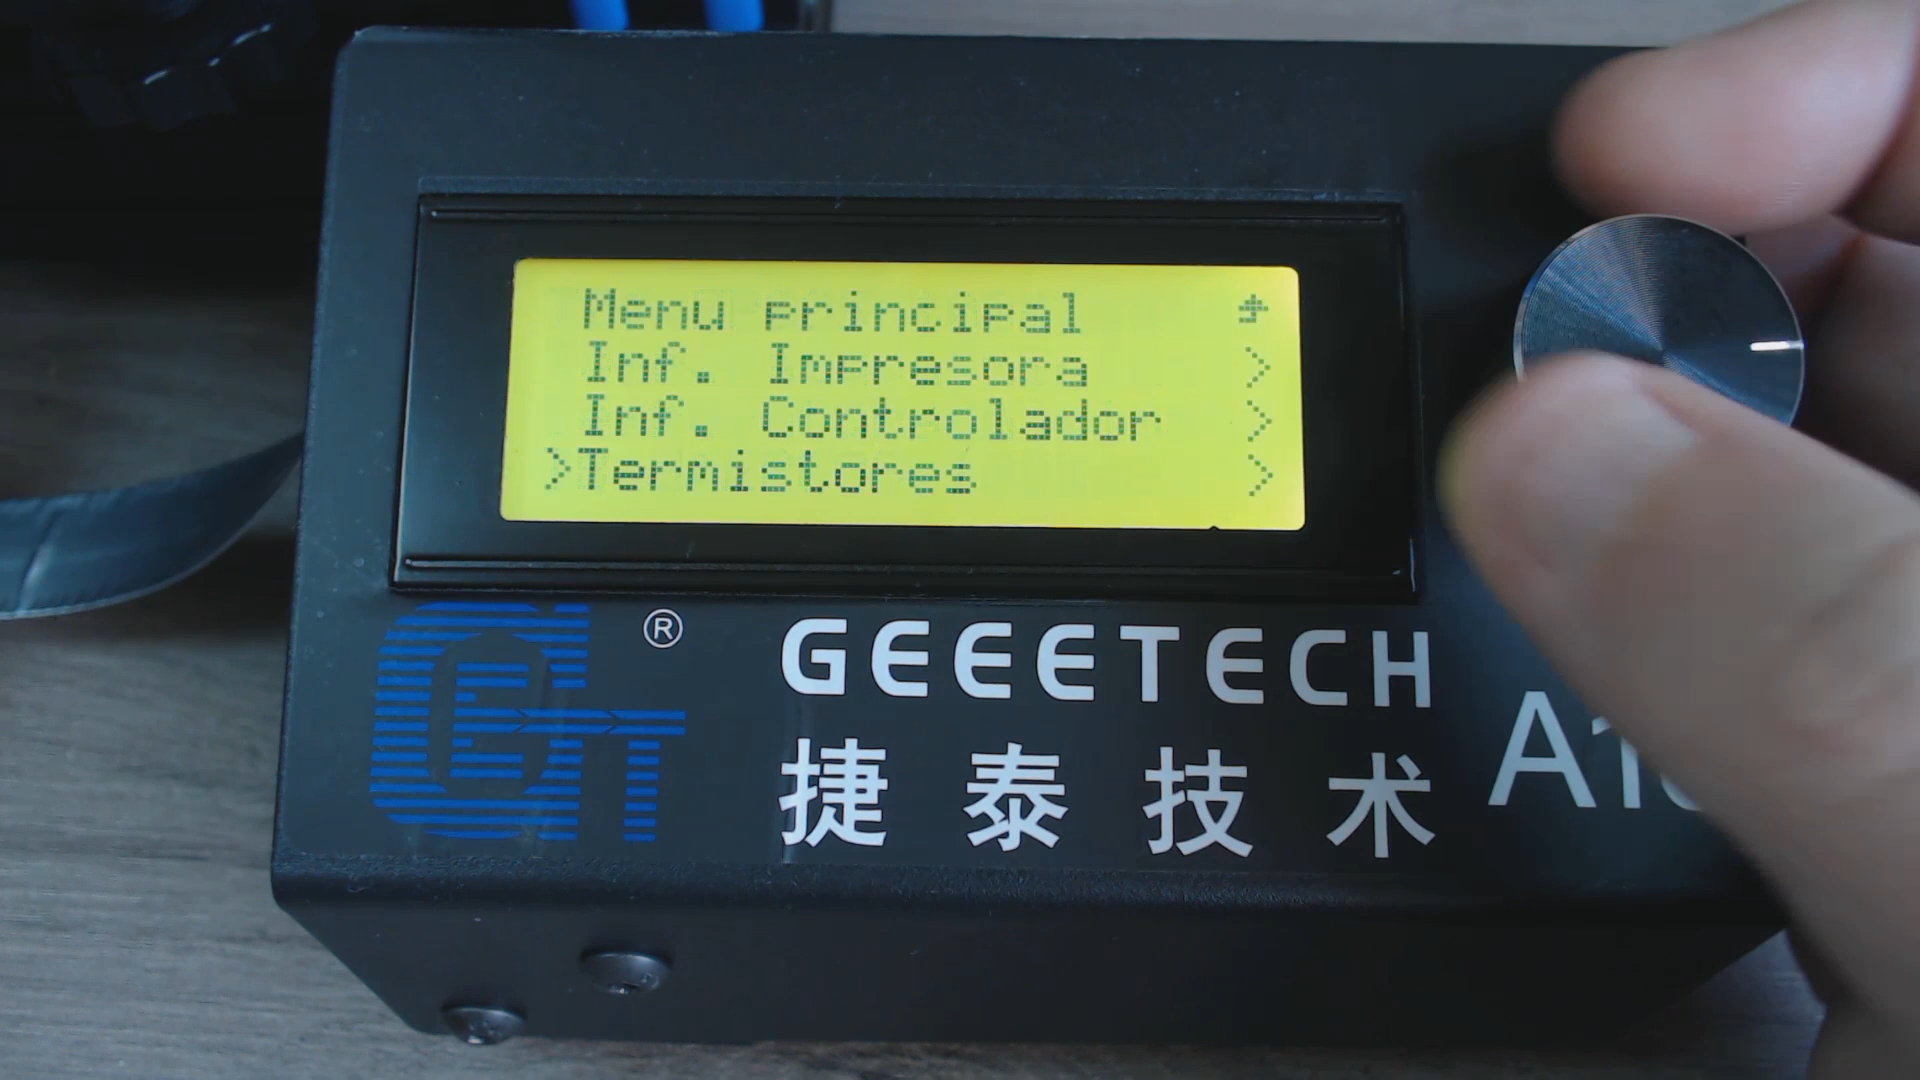 Menu principal
Inf. Impresora >
Inf. Controlador >
>Termistores >
®
GEEETECH
捷泰技术